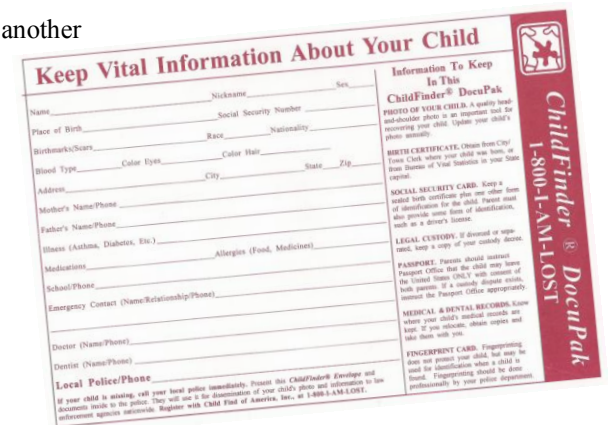 another
Keep Vital Information About Your Child
Name Nickname Sex
Place of Birth Social Security Number
Birthmarks/Scars Race Nationality
Blood Type Color Eyes Color Hair
Address City State Zip
Mother's Name/Phone
Father's Name/Phone
Illness (Asthma, Diabetes, Etc.)
Medications Allergies (Food, Medicines)
School/Phone
Emergency Contact (Name/Relationship/Phone)
Doctor (Name/Phone)
Dentist (Name/Phone)
Local Police/Phone
If your child is missing, call your local police immediately. Present this ChildFinder® Envelope and
documents inside to the police. They will use it for dissemination of your child's photo and information to law
enforcement agencies nationwide. Register with Child Find of America, Inc., at 1-800-I-AM-LOST.
Information To Keep
In This
ChildFinder® DocuPak
PHOTO OF YOUR CHILD. A quality head-
and-shoulder photo is an important tool for
recovering your child. Update your child's
photo annually.
BIRTH CERTIFICATE. Obtain from City/
Town Clerk where your child was born, or
from Bureau of Vital Statistics in your State
capital.
SOCIAL SECURITY CARD. Keep a
sealed birth certificate plus one other form
of identification for the child. Parent must
also provide some form of identification,
such as a driver's license.
LEGAL CUSTODY. If divorced or sepa-
rated, keep a copy of your custody decree.
PASSPORT. Parents should instruct
Passport Office that the child may leave
the United States ONLY with consent of
both parents. If a custody dispute exists,
instruct the Passport Office appropriately.
MEDICAL & DENTAL RECORDS. Know
where your child's medical records are
kept. If you relocate, obtain copies and
take them with you.
FINGERPRINT CARD. Fingerprinting
does not protect your child, but may be
used for identification when a child is
found. Fingerprinting should be done
professionally by your police department.
ChildFinder ® DocuPak
1-800-I-AM-LOST